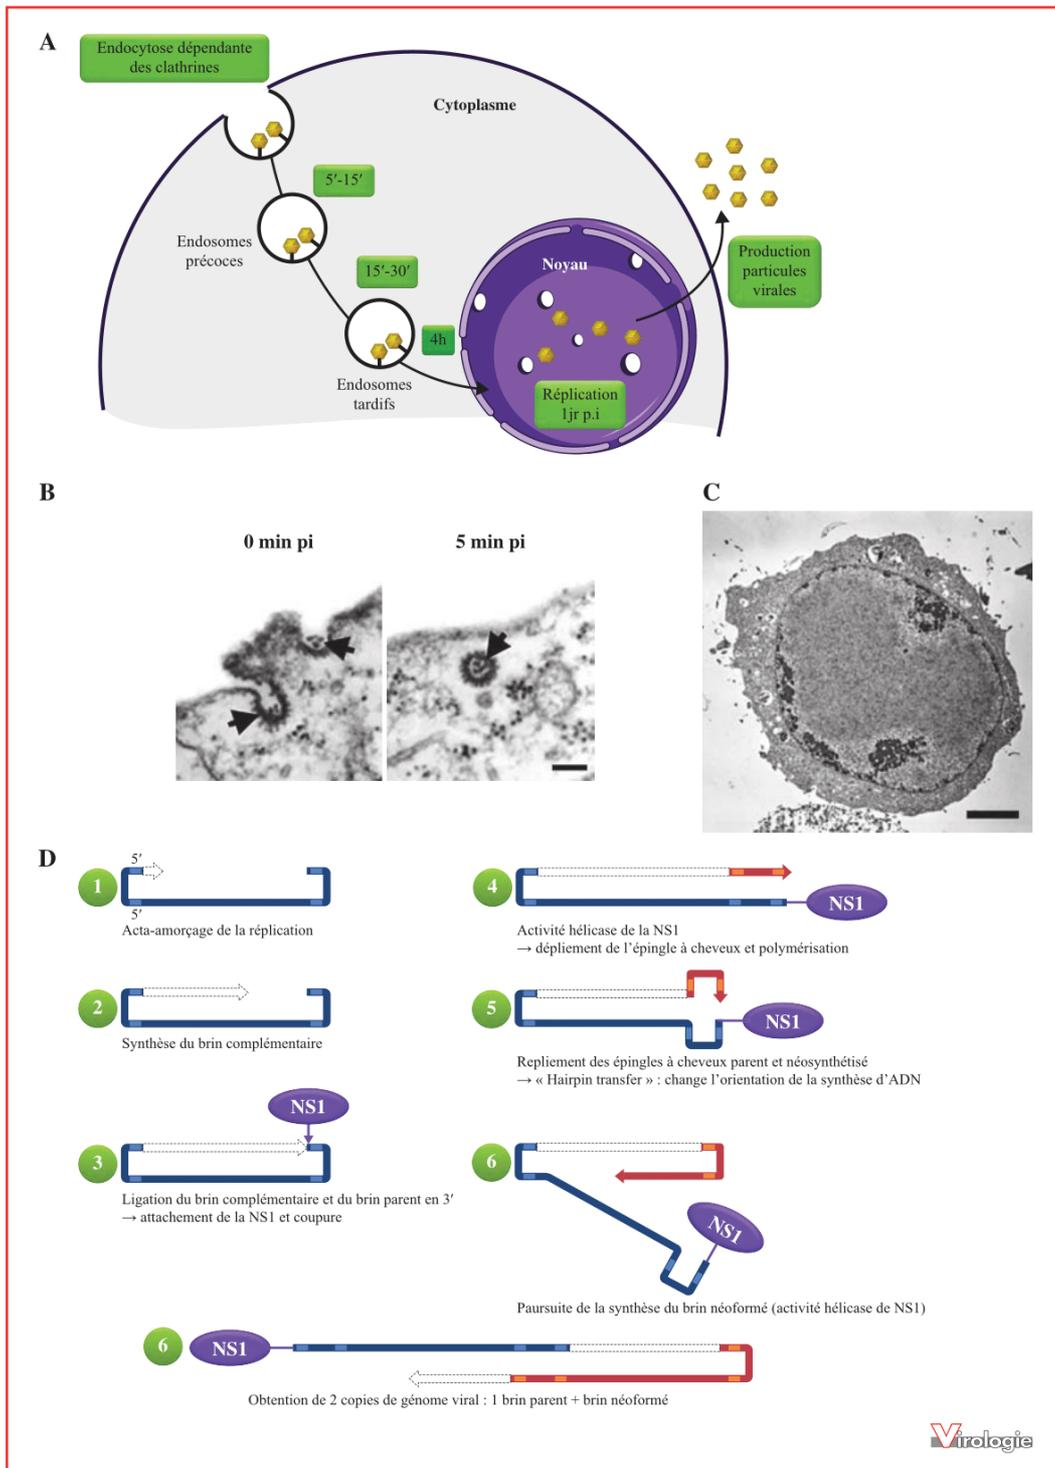 A
Endocytose dépendante
des clathrines
Cytoplasme
5′-15′
Endosomes
précoces
15′-30′
Noyau
Production
particules
virales
4h
Endosomes
tardifs
Réplication
1jr p.i
B
0 min pi
5 min pi
C
D
1
5′
5′
Acta-amorçage de la réplication
2
Synthèse du brin complémentaire
NS1
3
Ligation du brin complémentaire et du brin parent en 3′
→ attachement de la NS1 et coupure
4
NS1
Activité hélicase de la NS1
→ dépliement de l’épingle à cheveux et polymérisation
5
NS1
Repliement des épingles à cheveux parent et néosynthétisé
→ « Hairpin transfer » : change l’orientation de la synthèse d’ADN
6
NS1
Paursuite de la synthèse du brin néoformé (activité hélicase de NS1)
6
NS1
Obtention de 2 copies de génome viral : 1 brin parent + brin néoformé
Virologie